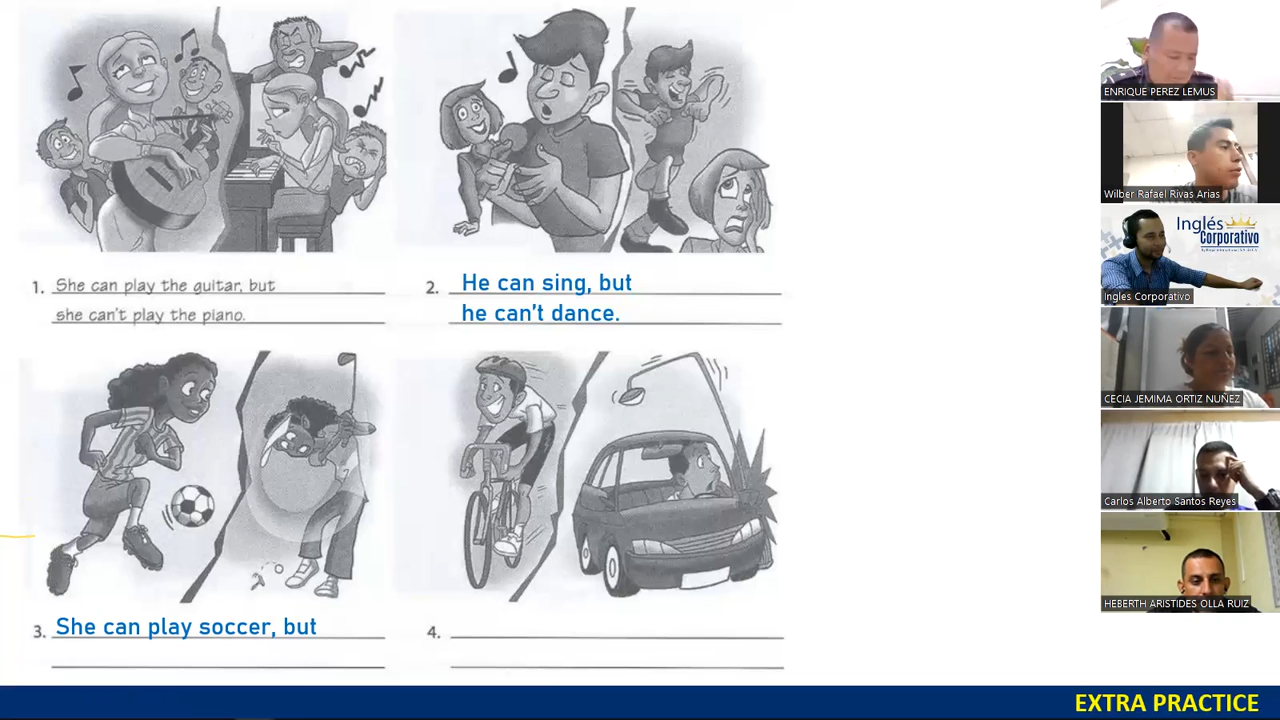 1. She can play the guitar, but
she can't play the piano.
2. He can sing, but
he can't dance.
3. She can play soccer, but
4.
EXTRA PRACTICE
ENRIQUE PEREZ LEMUS
Wilber Rafael Rivas Arias
Inglés
Corporativo
Ingles Corporativo
CECIA JEMIMA ORTIZ NUÑEZ
Carlos Alberto Santos Reyes
HEBERTH ARISTIDES OLLA RUIZ